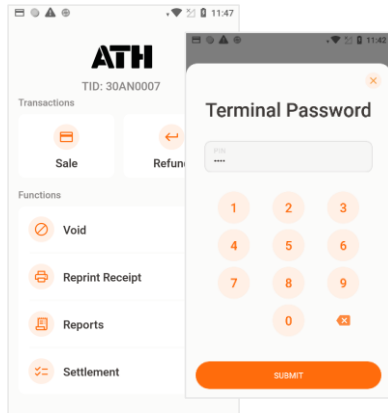 11:47
ATH
TID: 30AN0007
Transactions
Sale
Refun
Functions
Void
Reprint Receipt
Reports
Settlement
11:42
Terminal Password
PIN
····
1 2 3
4 5 6
7 8 9
0
SUBMIT